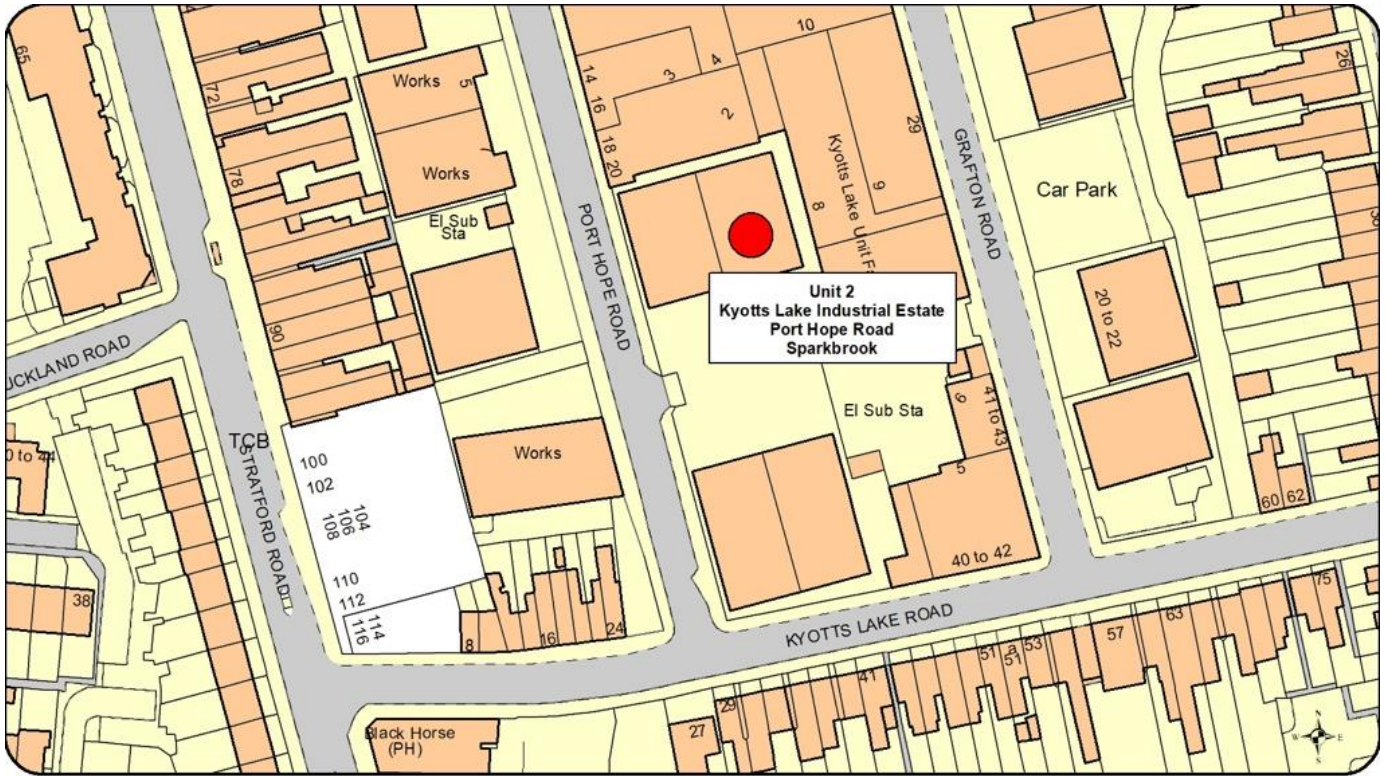 65
72
78
90
Works
5
Works
El Sub
Sta
14
16
18
20
3
4
2
10
8
9
Kyotts Lake Unit
29
GRAFTON ROAD
Car Park
26
PORT HOPE ROAD
Unit 2
Kyotts Lake Industrial Estate
Port Hope Road
Sparkbrook
20 to 22
UCKLAND ROAD
TCB
STRATFORD ROAD
100
102
104
106
108
110
112
114
116
Works
El Sub Sta
41 to 43
5
40 to 42
60
62
38
8
16
24
KYOTTS LAKE ROAD
75
63
57
53
51
a
51
41
29
27
Black Horse
(PH)
N
W
E